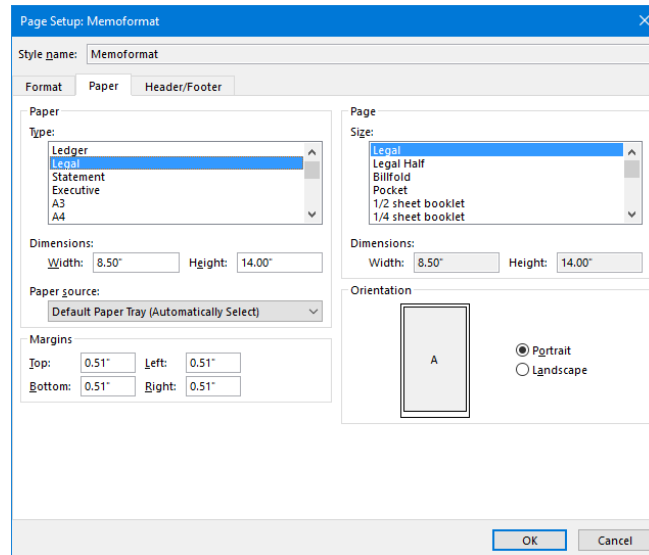 Page Setup: Memoformat
Style name: Memoformat
Format Paper Header/Footer
Paper
Type:
Ledger
Legal
Statement
Executive
A3
A4
Dimensions:
Width: 8.50" Height: 14.00"
Paper source:
Default Paper Tray (Automatically Select)
Margins
Top: 0.51" Left: 0.51"
Bottom: 0.51" Right: 0.51"
Page
Size:
Legal
Legal Half
Billfold
Pocket
1/2 sheet booklet
1/4 sheet booklet
Dimensions:
Width: 8.50" Height: 14.00"
Orientation
A
Portrait
Landscape
OK Cancel